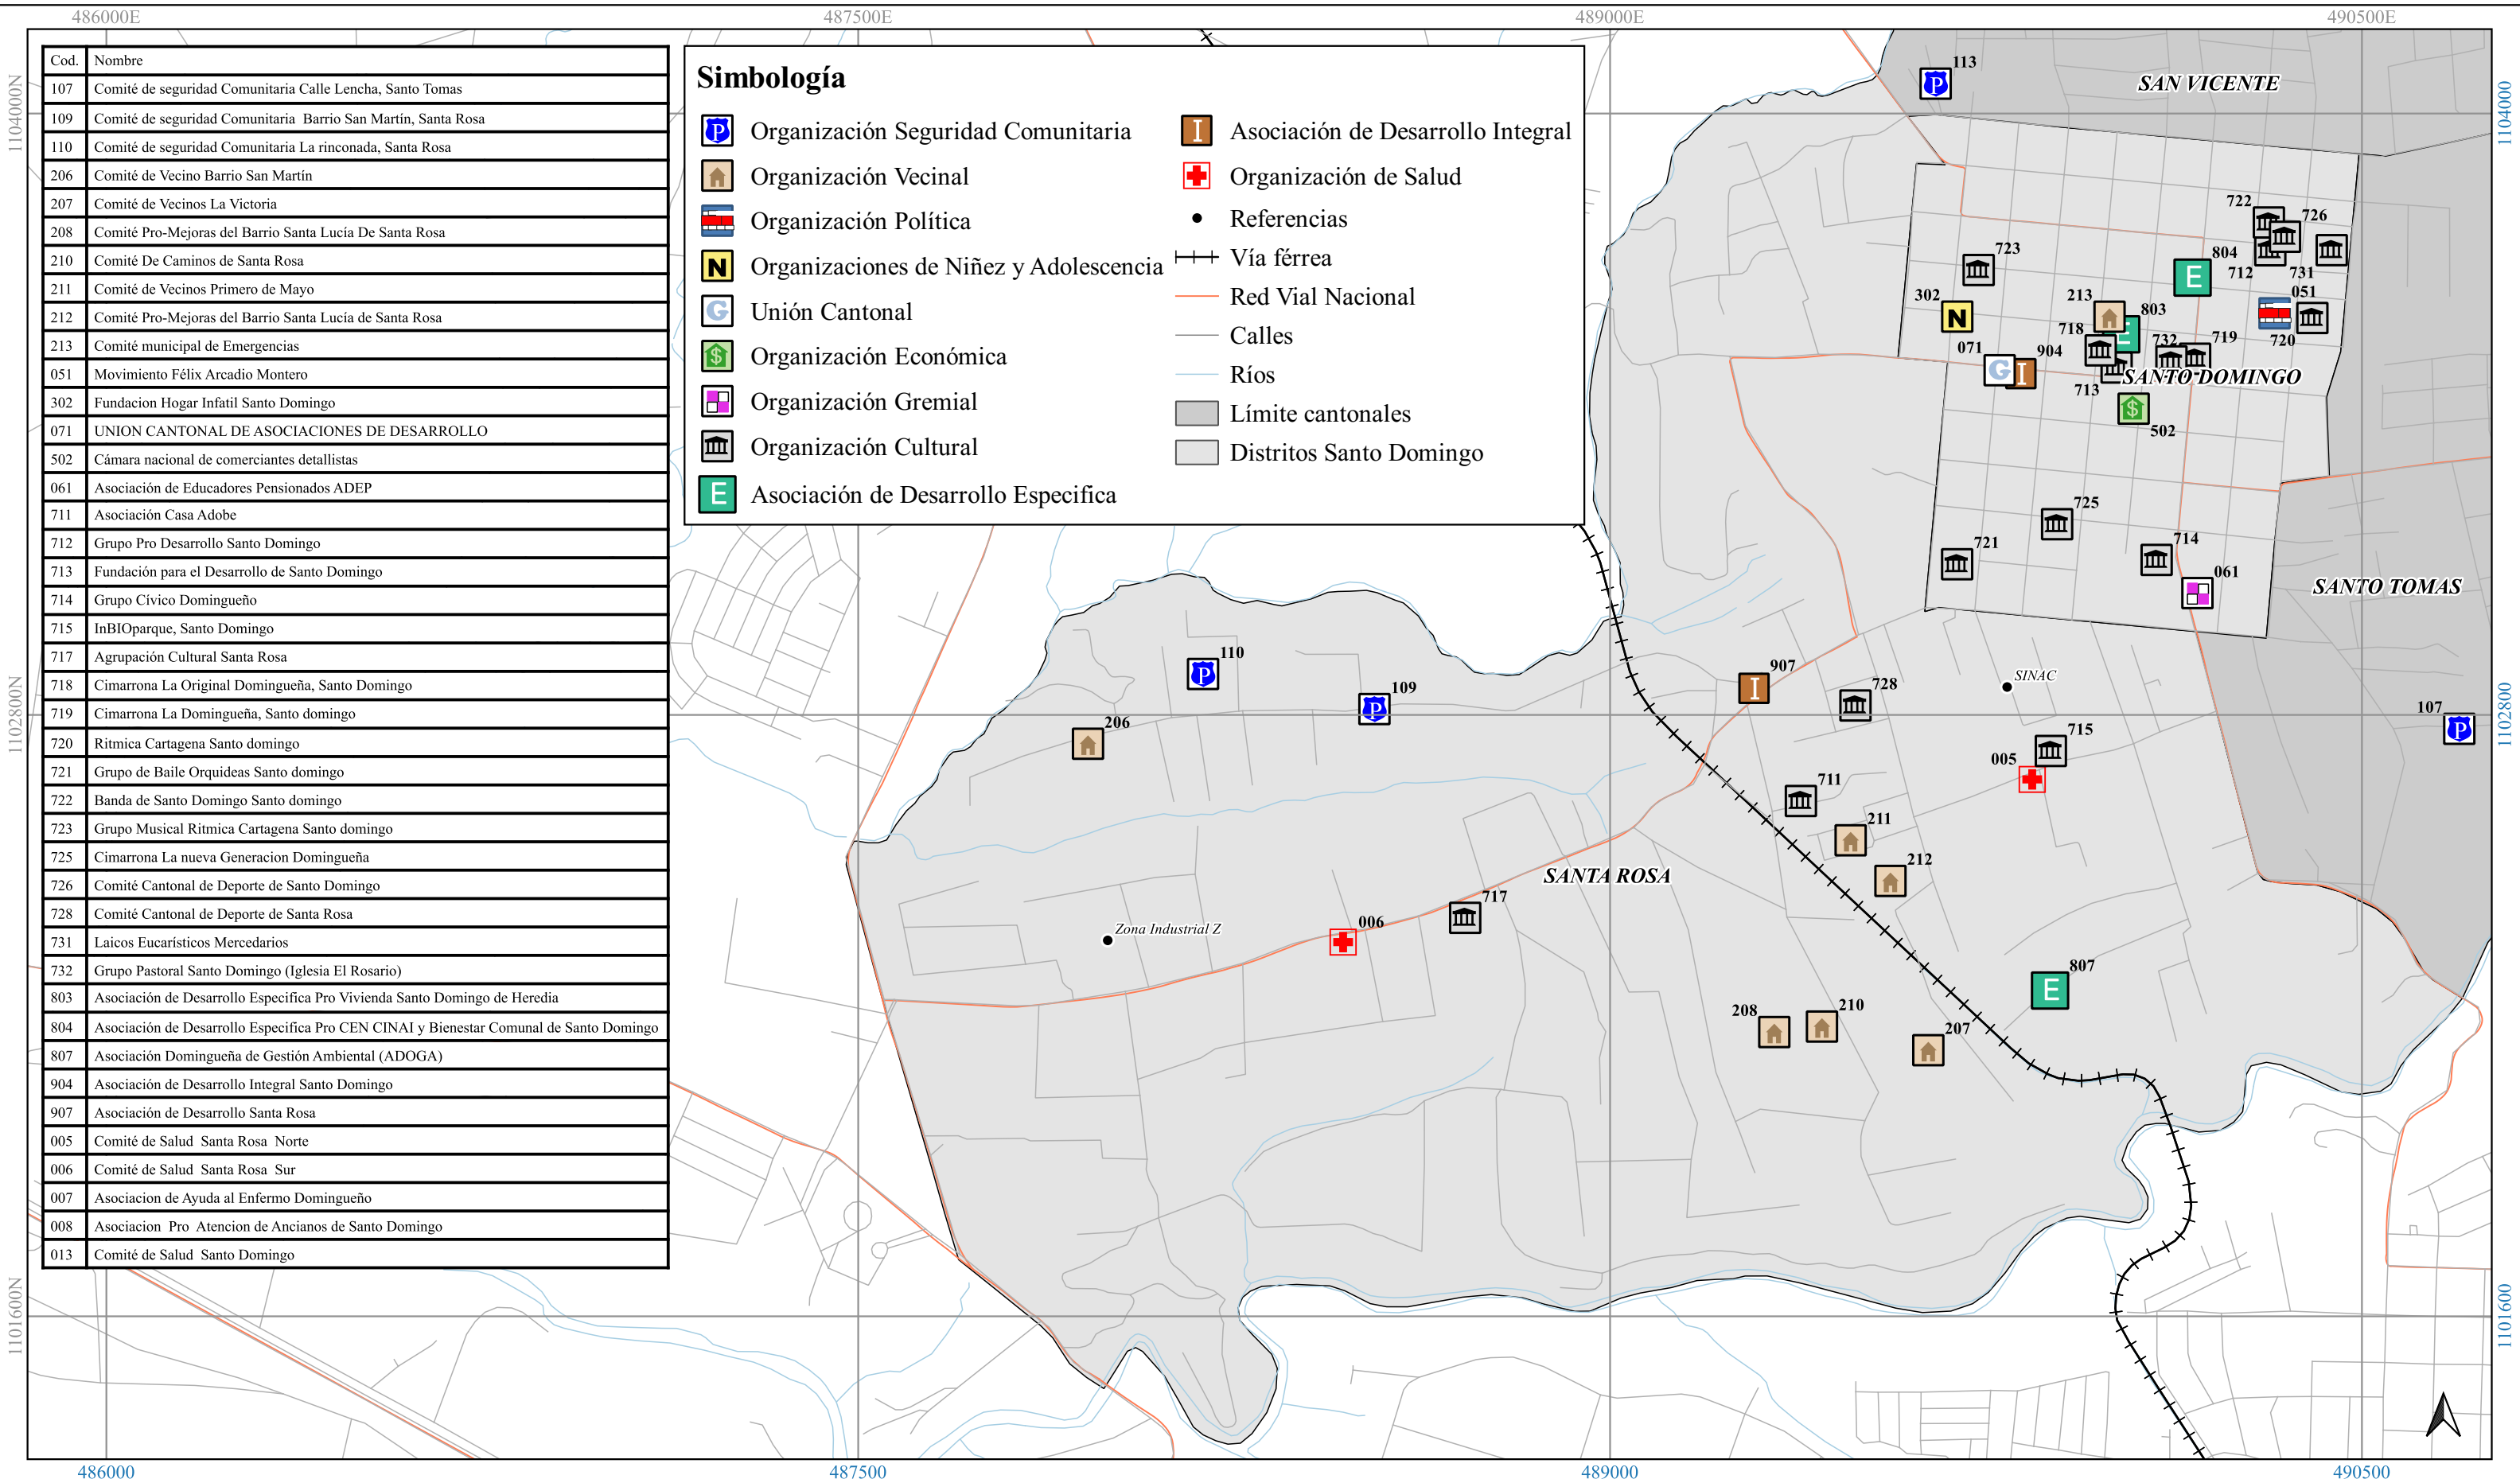 486000E
487500E
489000E
490500E
1104000N
1102800N
1101600N
Cod. Nombre
107 Comité de seguridad Comunitaria Calle Lencha, Santo Tomas
109 Comité de seguridad Comunitaria Barrio San Martín, Santa Rosa
110 Comité de seguridad Comunitaria La rinconada, Santa Rosa
206 Comité de Vecino Barrio San Martín
207 Comité de Vecinos La Victoria
208 Comité Pro-Mejoras del Barrio Santa Lucía De Santa Rosa
210 Comité De Caminos de Santa Rosa
211 Comité de Vecinos Primero de Mayo
212 Comité Pro-Mejoras del Barrio Santa Lucía de Santa Rosa
213 Comité municipal de Emergencias
051 Movimiento Félix Arcadio Montero
302 Fundacion Hogar Infatil Santo Domingo
071 UNION CANTONAL DE ASOCIACIONES DE DESARROLLO
502 Cámara nacional de comerciantes detallistas
061 Asociación de Educadores Pensionados ADEP
711 Asociación Casa Adobe
712 Grupo Pro Desarrollo Santo Domingo
713 Fundación para el Desarrollo de Santo Domingo
714 Grupo Cívico Domingueño
715 InBIOparque, Santo Domingo
717 Agrupación Cultural Santa Rosa
718 Cimarrona La Original Domingueña, Santo Domingo
719 Cimarrona La Domingueña, Santo domingo
720 Ritmica Cartagena Santo domingo
721 Grupo de Baile Orquideas Santo domingo
722 Banda de Santo Domingo Santo domingo
723 Grupo Musical Ritmica Cartagena Santo domingo
725 Cimarrona La nueva Generacion Domingueña
726 Comité Cantonal de Deporte de Santo Domingo
728 Comité Cantonal de Deporte de Santa Rosa
731 Laicos Eucarísticos Mercedarios
732 Grupo Pastoral Santo Domingo (Iglesia El Rosario)
803 Asociación de Desarrollo Especifica Pro Vivienda Santo Domingo de Heredia
804 Asociación de Desarrollo Especifica Pro CEN CINAI y Bienestar Comunal de Santo Domingo
807 Asociación Domingueña de Gestión Ambiental (ADOGA)
904 Asociación de Desarrollo Integral Santo Domingo
907 Asociación de Desarrollo Santa Rosa
005 Comité de Salud Santa Rosa Norte
006 Comité de Salud Santa Rosa Sur
007 Asociacion de Ayuda al Enfermo Domingueño
008 Asociacion Pro Atencion de Ancianos de Santo Domingo
013 Comité de Salud Santo Domingo
Simbología
P Organización Seguridad Comunitaria
Organización Vecinal
Organización Política
N Organizaciones de Niñez y Adolescencia
G Unión Cantonal
$ Organización Económica
Organización Gremial
Organización Cultural
E Asociación de Desarrollo Especifica
I Asociación de Desarrollo Integral
Organización de Salud
Referencias
Vía férrea
Red Vial Nacional
Calles
Ríos
Límite cantonales
Distritos Santo Domingo
P 113
SAN VICENTE
722
726
723
E 804
712
731
302
N
213
E 803
051
718
732
719
720
071
G I 904
713
SANTO DOMINGO
$
502
725
721
714
061
SANTO TOMAS
P 110
P 109
206
I 907
728
SINAC
107
P
715
005
711
211
212
SANTA ROSA
717
006
Zona Industrial Z
E 807
208
210
207
1104000
1102800
1101600
486000
487500
489000
490500